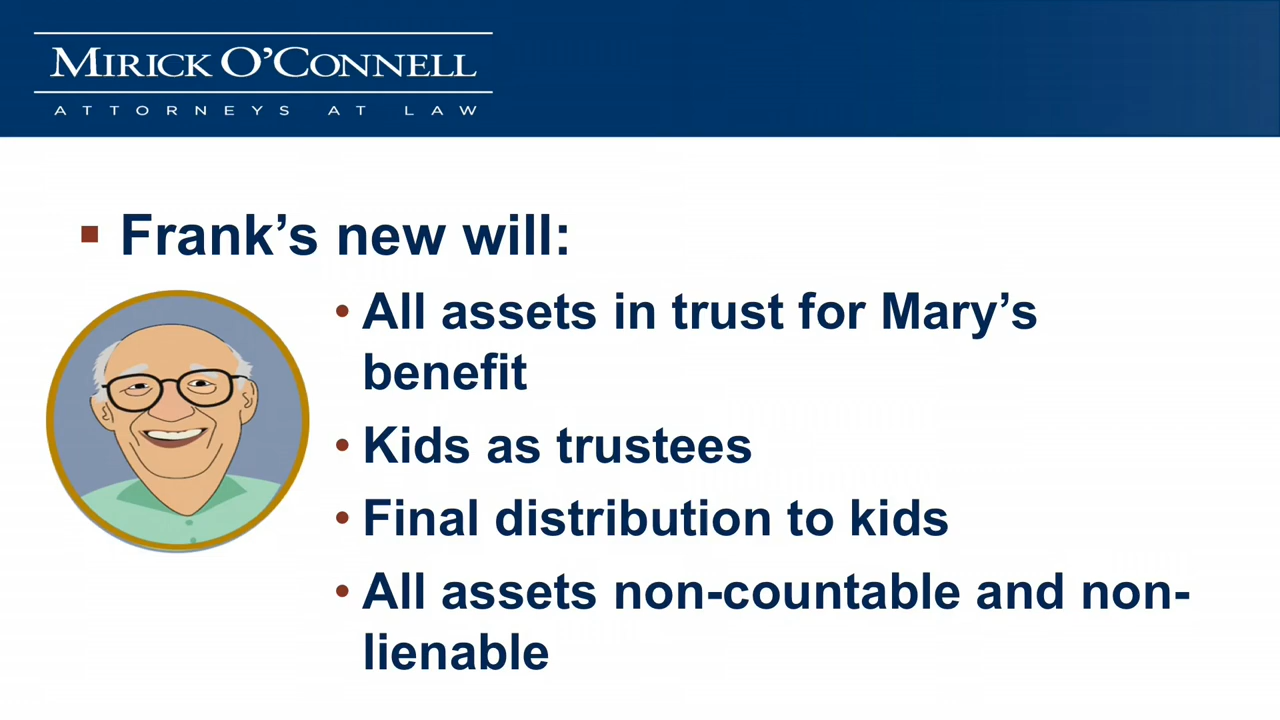 MIRICK O'CONNELL
ATTORNEYS AT LAW
▪ Frank's new will:
• All assets in trust for Mary's
benefit
• Kids as trustees
• Final distribution to kids
• All assets non-countable and non-
lienable